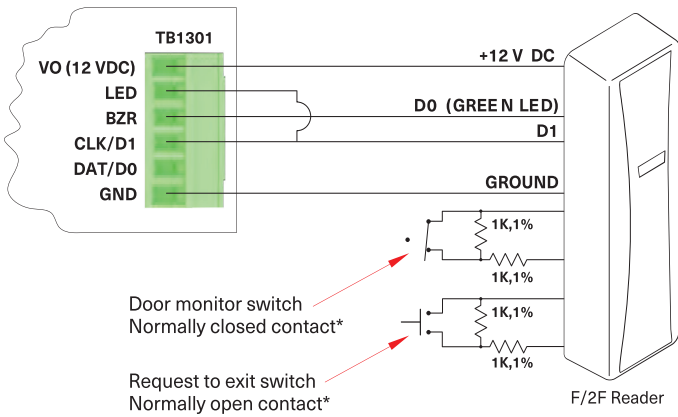 TB1301
VO (12 VDC)
LED
BZR
CLK/D1
DAT/D0
GND
+12 V DC
D0 (GREEN LED)
D1
GROUND
1K,1%
1K,1%
1K,1%
1K,1%
Door monitor switch
Normally closed contact*
Request to exit switch
Normally open contact*
F/2F Reader